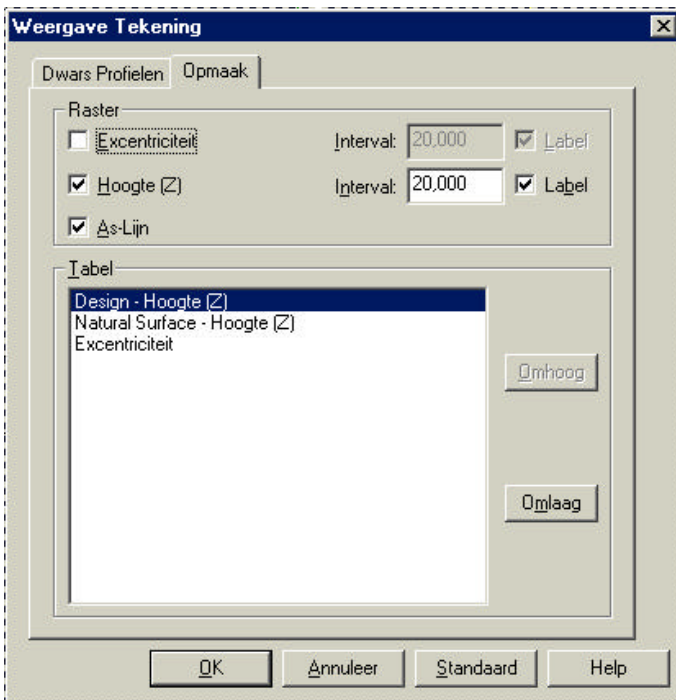 Weergave Tekening
Dwars Profielen Opmaak
Raster
Excentriciteit Interval: 20,000 Label
Hoogte (Z) Interval: 20,000 Label
As-Lijn
Tabel
Design - Hoogte (Z)
Natural Surface - Hoogte (Z)
Excentriciteit
Omhoog
Omlaag
OK Annuleer Standaard Help